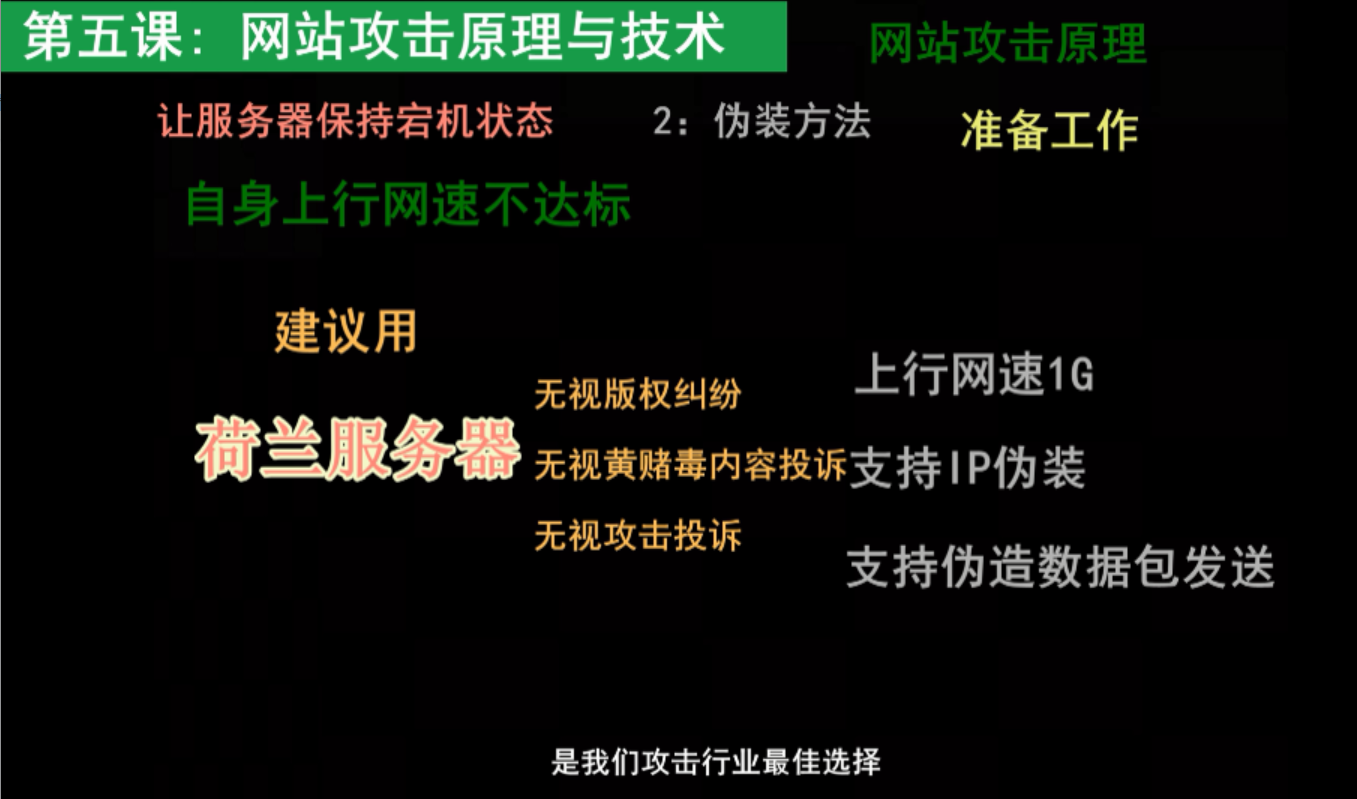 第五课：网站攻击原理与技术
网站攻击原理
让服务器保持宕机状态
2：伪装方法
准备工作
自身上行网速不达标
建议用
荷兰服务器
无视版权纠纷
无视黄赌毒内容投诉
无视攻击投诉
上行网速1G
支持IP伪装
支持伪造数据包发送
是我们攻击行业最佳选择